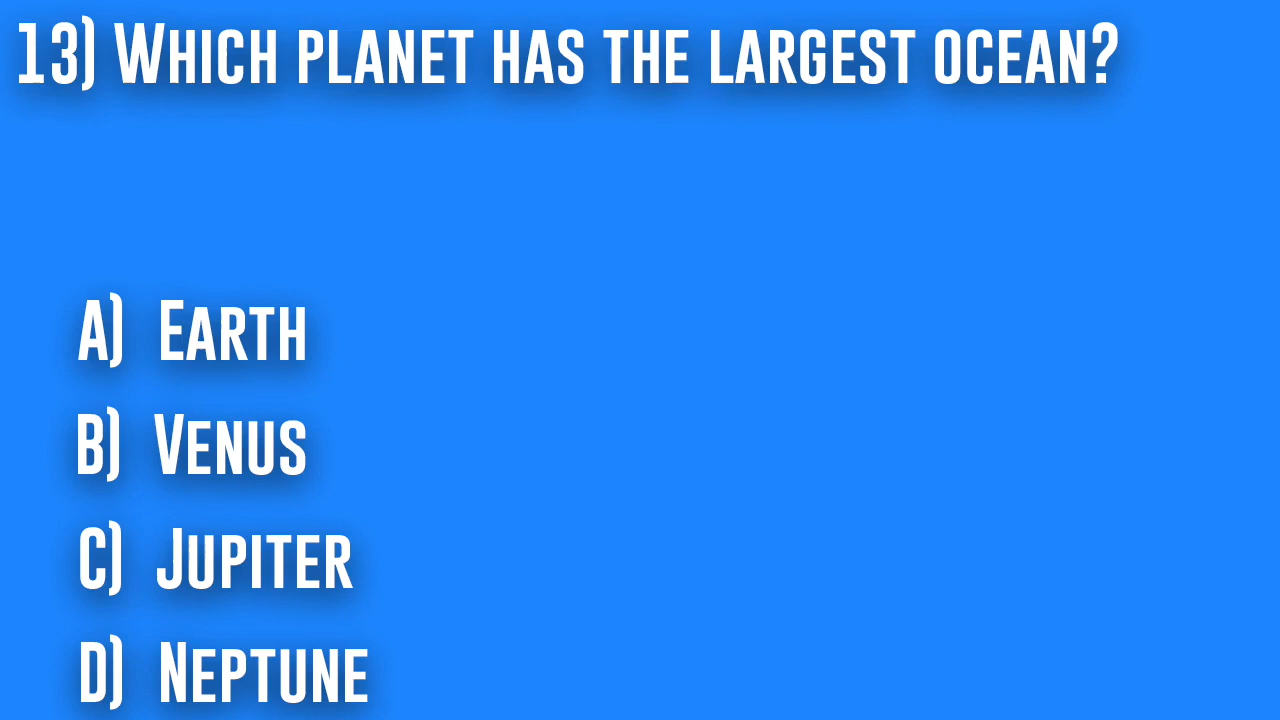 13) Which planet has the largest ocean?
A) Earth
B) Venus
C) Jupiter
D) Neptune